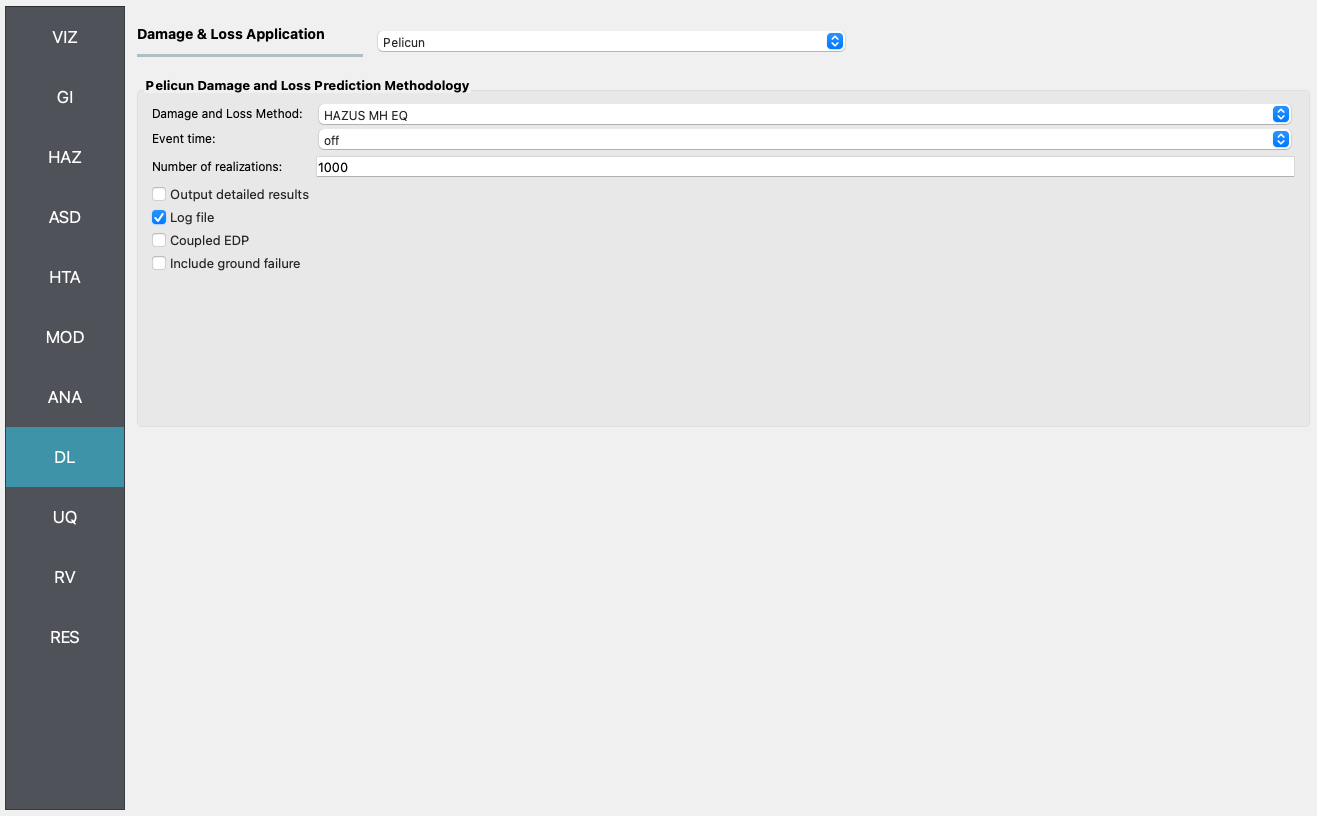 VIZ
GI
HAZ
ASD
HTA
MOD
ANA
DL
UQ
RV
RES
Damage & Loss Application
Pelicun
Pelicun Damage and Loss Prediction Methodology
Damage and Loss Method: HAZUS MH EQ
Event time: off
Number of realizations: 1000
Output detailed results
Log file
Coupled EDP
Include ground failure